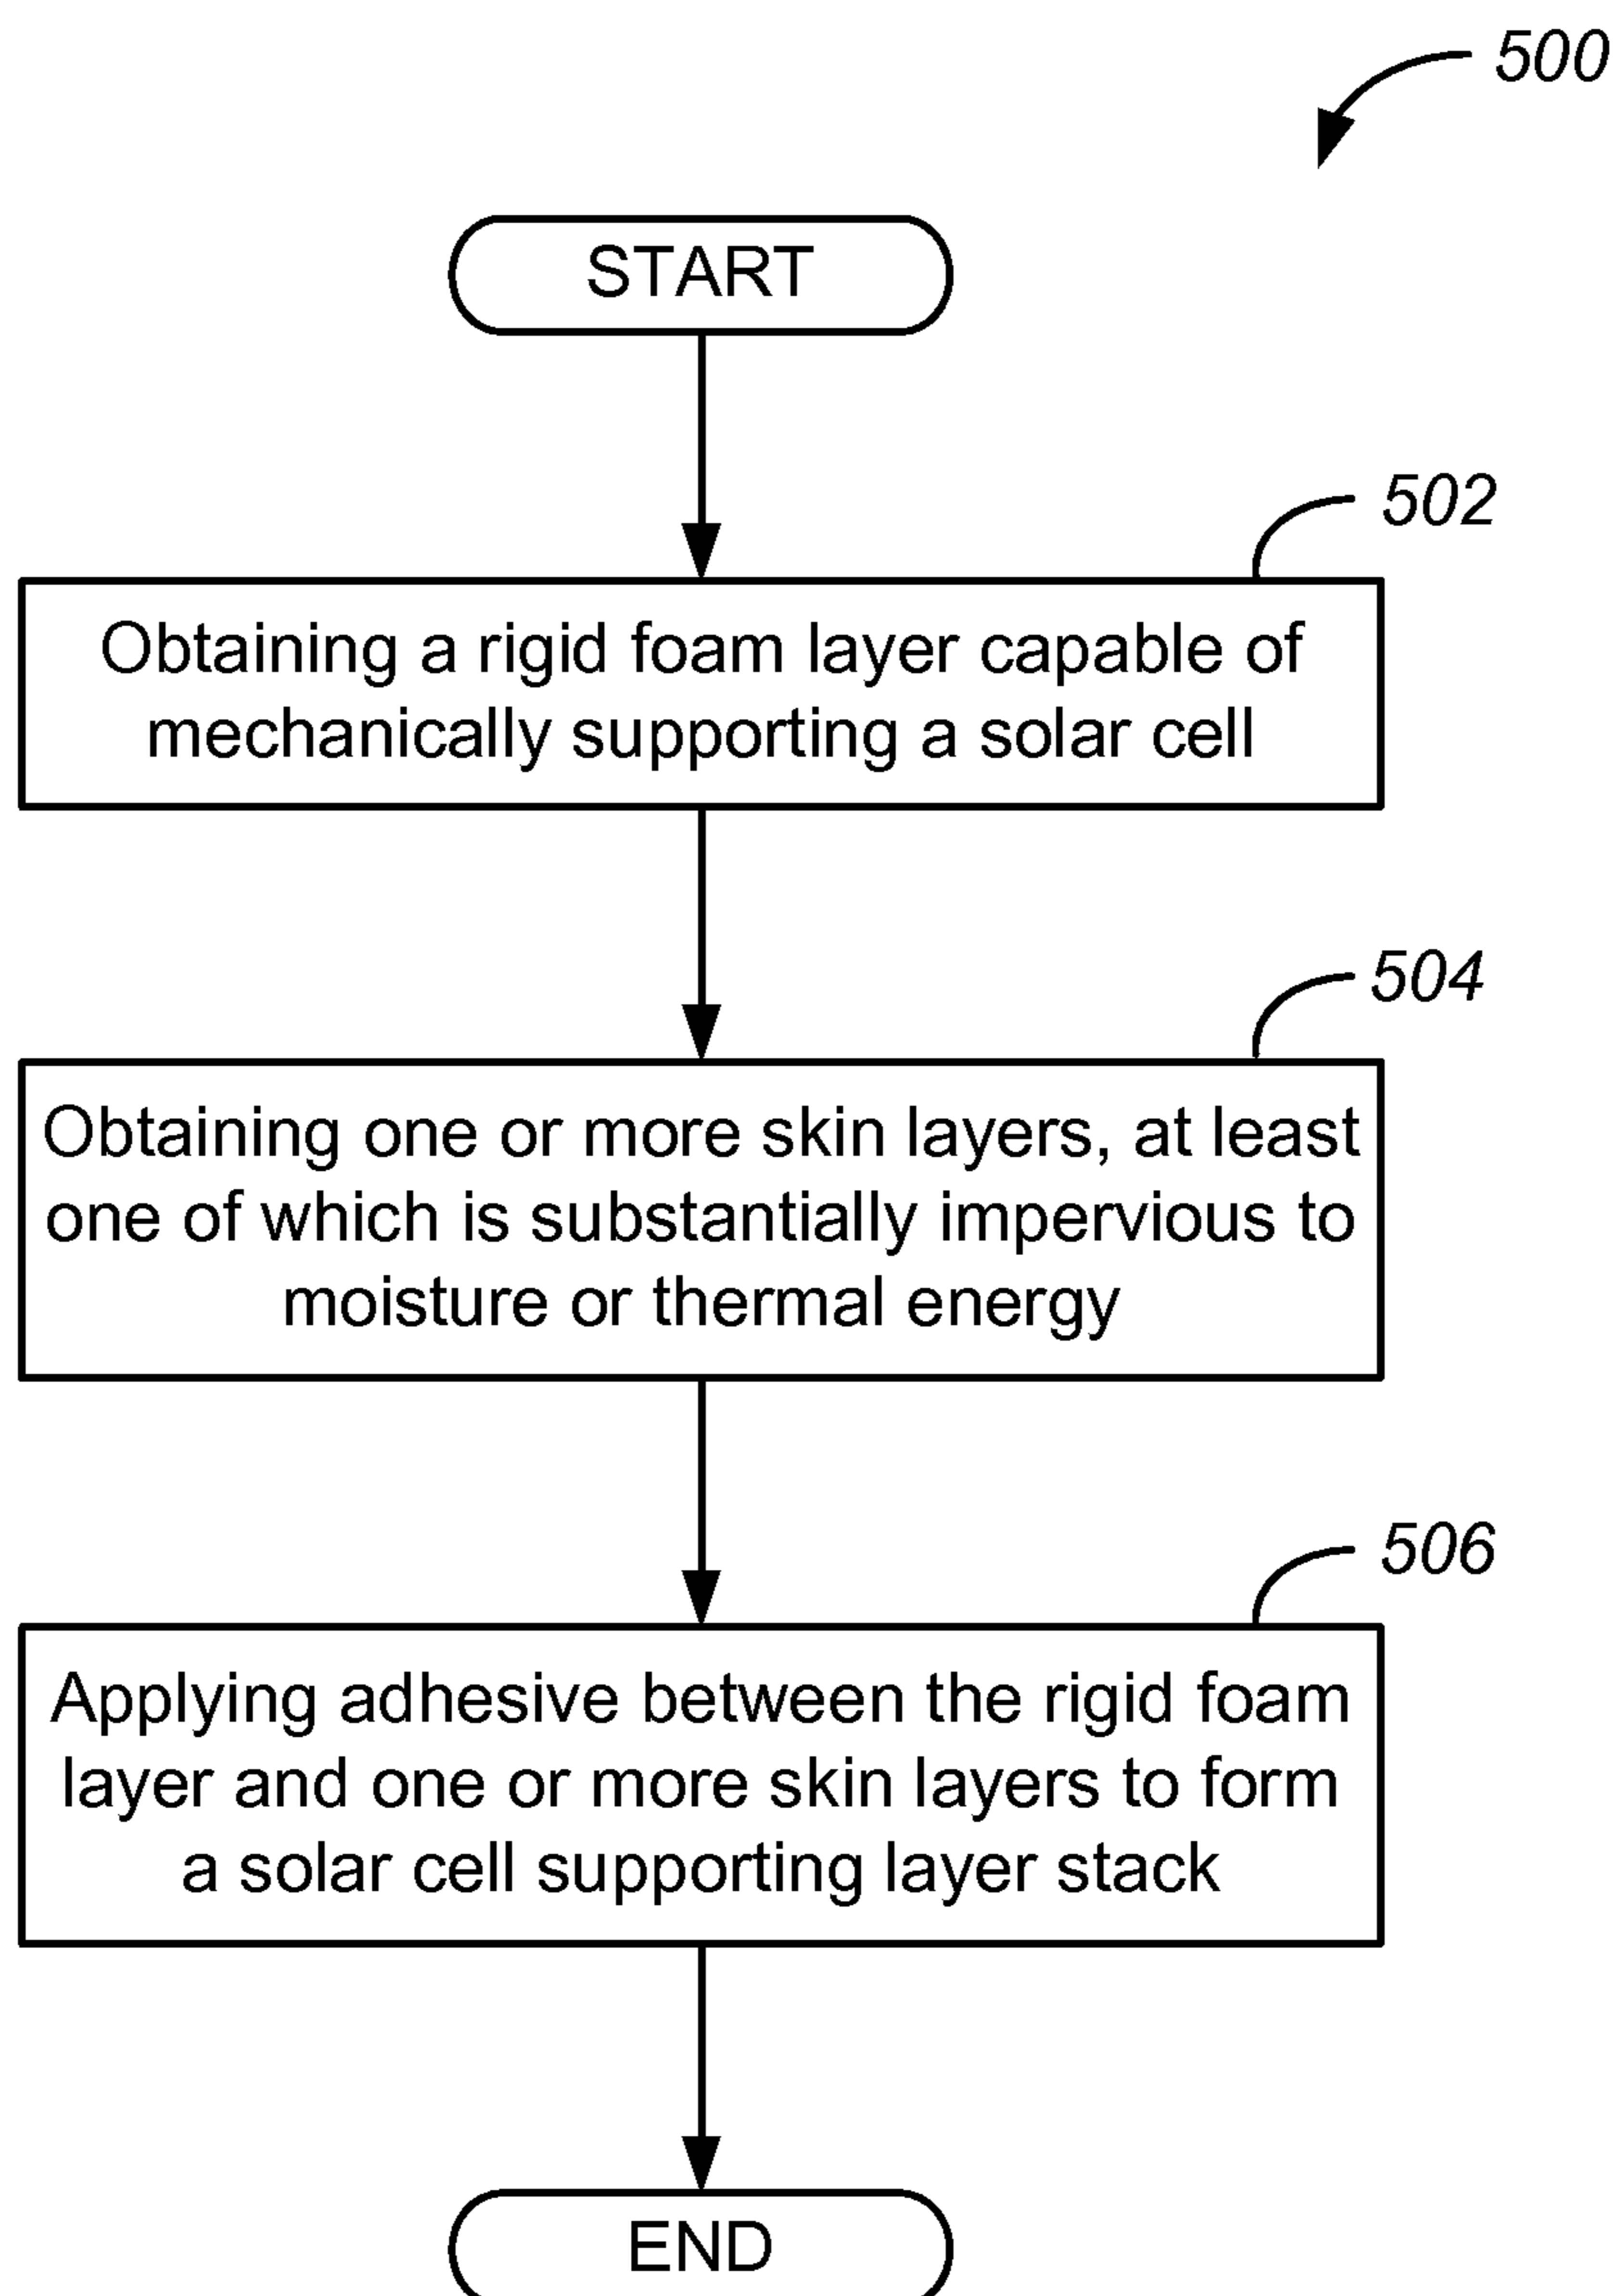 500
START
502
Obtaining a rigid foam layer capable of
mechanically supporting a solar cell
504
Obtaining one or more skin layers, at least
one of which is substantially impervious to
moisture or thermal energy
506
Applying adhesive between the rigid foam
layer and one or more skin layers to form
a solar cell supporting layer stack
END